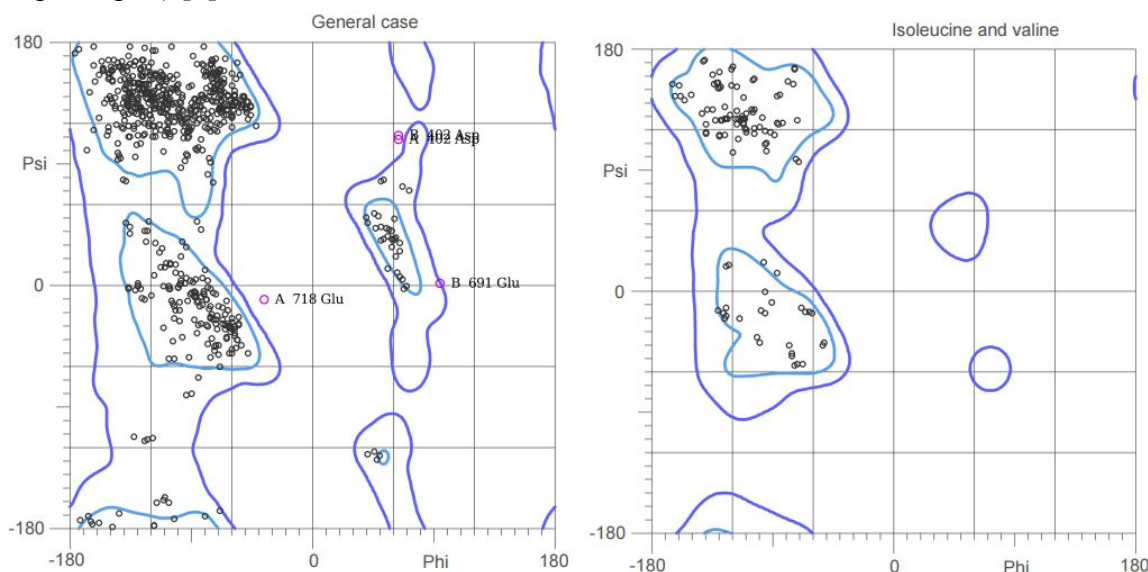 General case
Isoleucine and valine
180
Psi
0
-180
-180
0
Phi
180
B 402 Asp
A 402 Asp
A 718 Glu
B 691 Glu
180
Psi
0
-180
-180
0
Phi
180